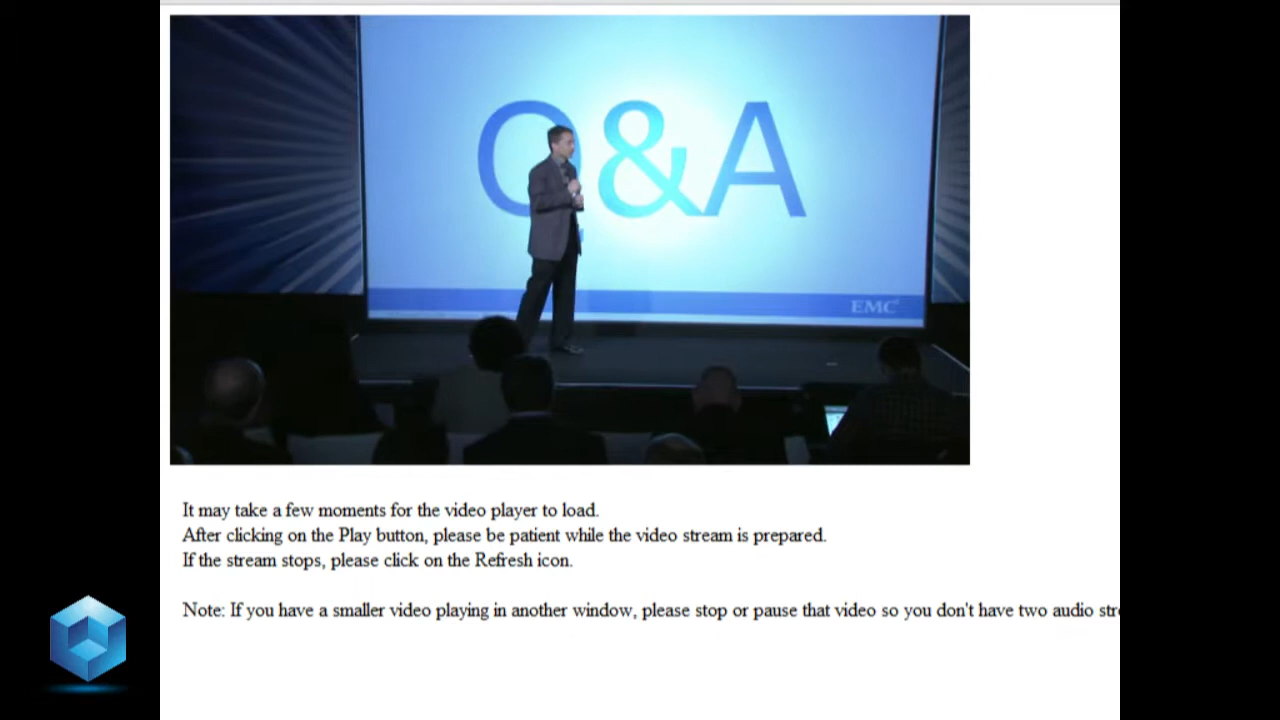 Q&A
EMC²
It may take a few moments for the video player to load.
After clicking on the Play button, please be patient while the video stream is prepared.
If the stream stops, please click on the Refresh icon.
Note: If you have a smaller video playing in another window, please stop or pause that video so you don't have two audio str